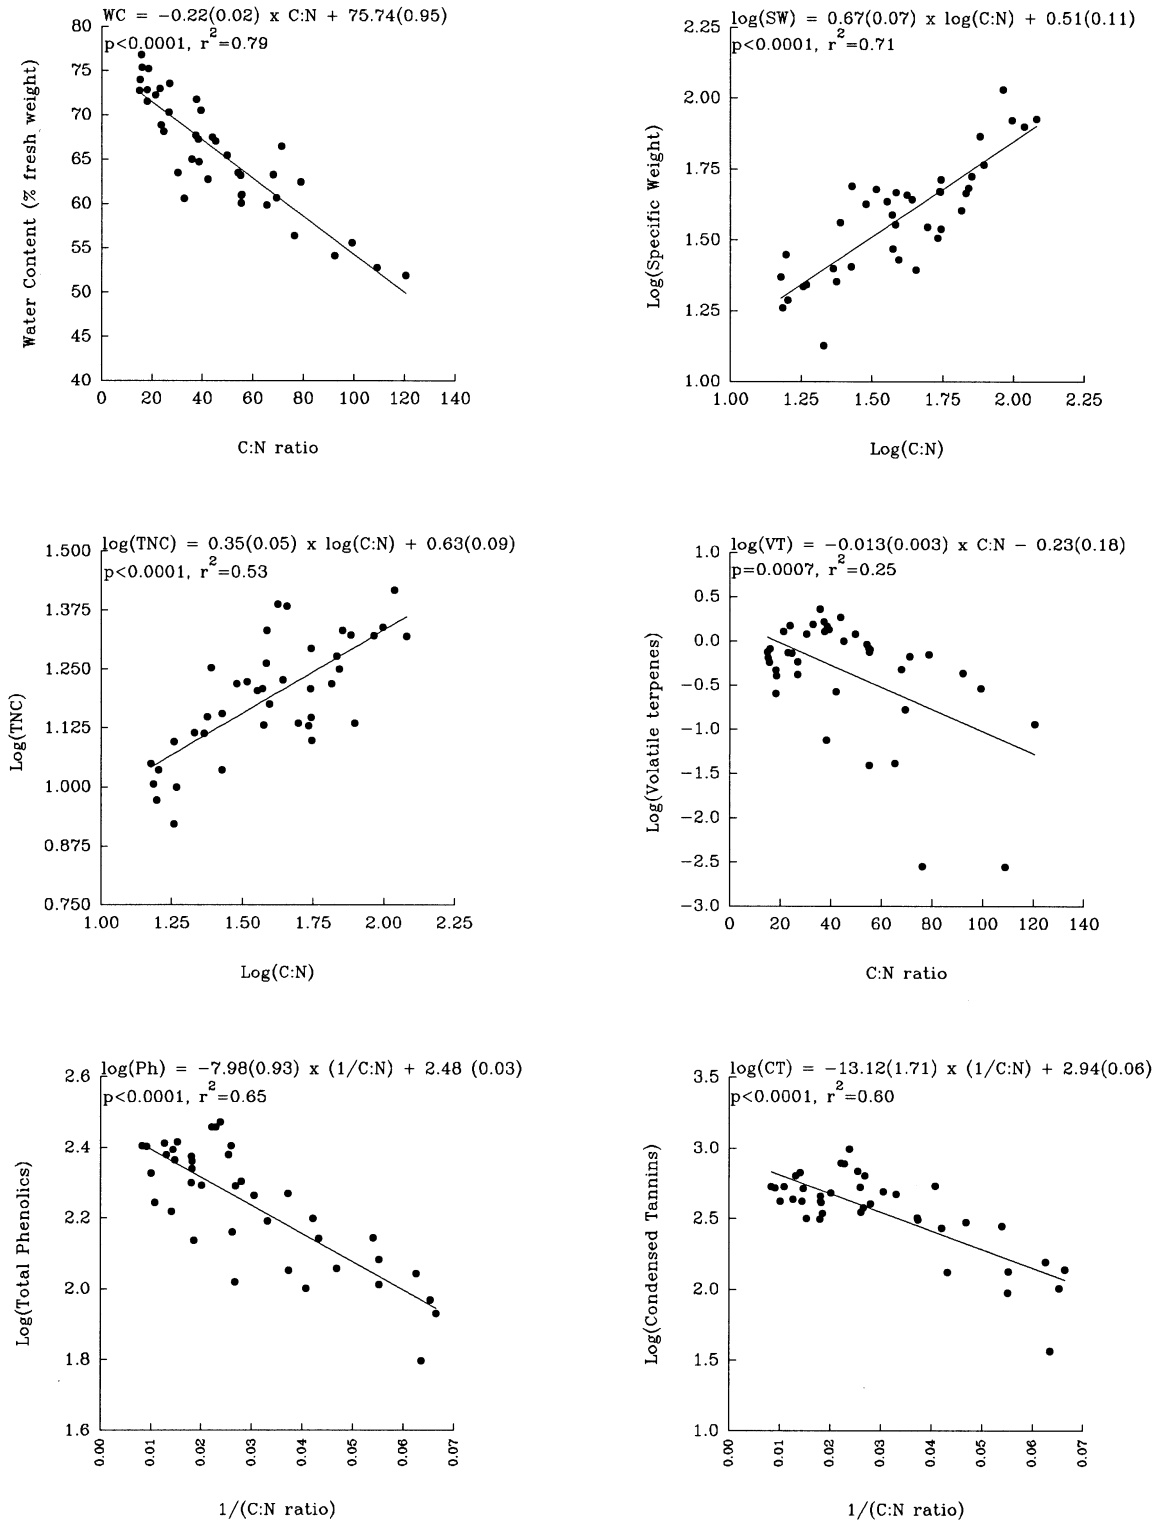 WC = −0.22(0.02) x C:N + 75.74(0.95)
p<0.0001, r²=0.79
80
75
70
65
60
55
50
45
40
Water Content (% fresh weight)
0 20 40 60 80 100 120 140
C:N ratio
log(SW) = 0.67(0.07) x log(C:N) + 0.51(0.11)
p<0.0001, r²=0.71
2.25
2.00
1.75
1.50
1.25
1.00
Log(Specific Weight)
1.00 1.25 1.50 1.75 2.00 2.25
Log(C:N)
log(TNC) = 0.35(0.05) x log(C:N) + 0.63(0.09)
p<0.0001, r²=0.53
1.500
1.375
1.250
1.125
1.000
0.875
0.750
Log(TNC)
1.00 1.25 1.50 1.75 2.00 2.25
Log(C:N)
log(VT) = −0.013(0.003) x C:N − 0.23(0.18)
p=0.0007, r²=0.25
1.0
0.5
0.0
−0.5
−1.0
−1.5
−2.0
−2.5
−3.0
Log(Volatile terpenes)
0 20 40 60 80 100 120 140
C:N ratio
log(Ph) = −7.98(0.93) x (1/C:N) + 2.48 (0.03)
p<0.0001, r²=0.65
2.6
2.4
2.2
2.0
1.8
1.6
Log(Total Phenolics)
0.00 0.01 0.02 0.03 0.04 0.05 0.06 0.07
1/(C:N ratio)
log(CT) = −13.12(1.71) x (1/C:N) + 2.94(0.06)
p<0.0001, r²=0.60
3.5
3.0
2.5
2.0
1.5
1.0
Log(Condensed Tannins)
0.00 0.01 0.02 0.03 0.04 0.05 0.06 0.07
1/(C:N ratio)